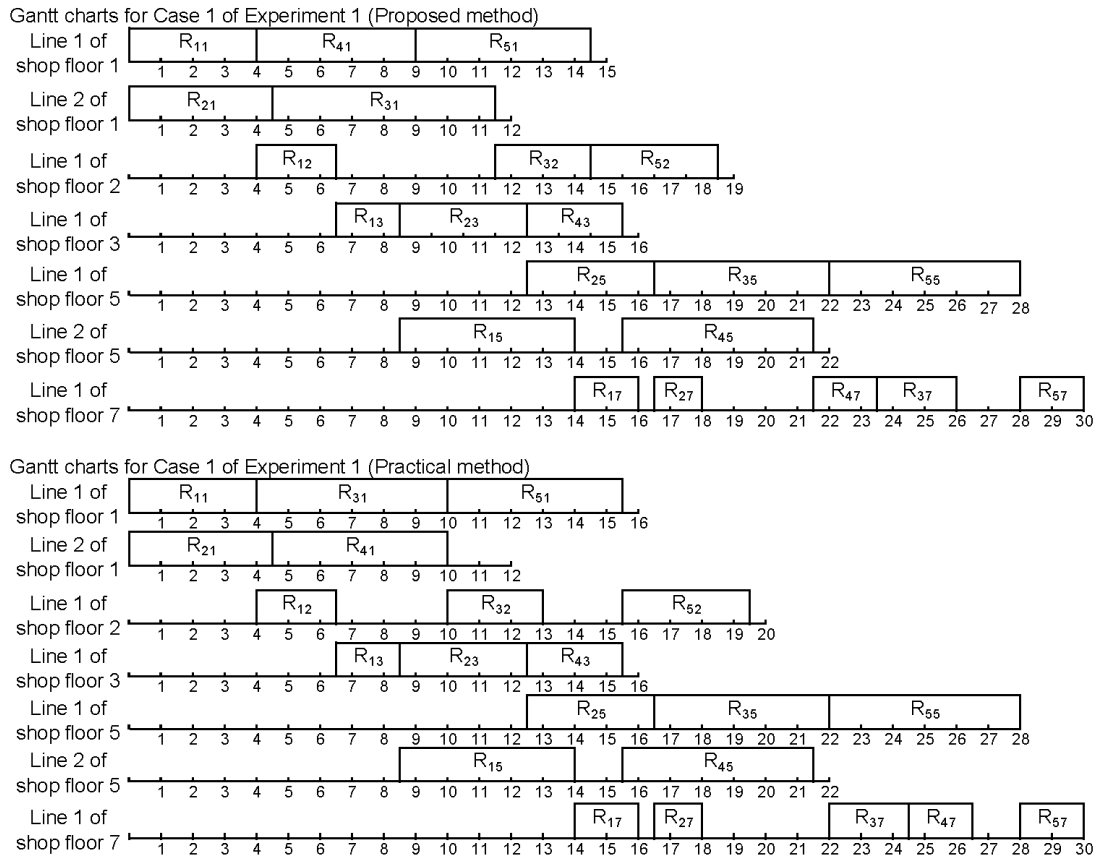 Gantt charts for Case 1 of Experiment 1 (Proposed method)
Line 1 of
shop floor 1
R11 R41 R51
1 2 3 4 5 6 7 8 9 10 11 12 13 14 15
Line 2 of
shop floor 1
R21 R31
1 2 3 4 5 6 7 8 9 10 11 12
Line 1 of
shop floor 2
R12 R32 R52
1 2 3 4 5 6 7 8 9 10 11 12 13 14 15 16 17 18 19
Line 1 of
shop floor 3
R13 R23 R43
1 2 3 4 5 6 7 8 9 10 11 12 13 14 15 16
Line 1 of
shop floor 5
R25 R35 R55
1 2 3 4 5 6 7 8 9 10 11 12 13 14 15 16 17 18 19 20 21 22 23 24 25 26 27 28
Line 2 of
shop floor 5
R15 R45
1 2 3 4 5 6 7 8 9 10 11 12 13 14 15 16 17 18 19 20 21 22
Line 1 of
shop floor 7
R17 R27 R47 R37 R57
1 2 3 4 5 6 7 8 9 10 11 12 13 14 15 16 17 18 19 20 21 22 23 24 25 26 27 28 29 30
Gantt charts for Case 1 of Experiment 1 (Practical method)
Line 1 of
shop floor 1
R11 R31 R51
1 2 3 4 5 6 7 8 9 10 11 12 13 14 15 16
Line 2 of
shop floor 1
R21 R41
1 2 3 4 5 6 7 8 9 10 11 12
Line 1 of
shop floor 2
R12 R32 R52
1 2 3 4 5 6 7 8 9 10 11 12 13 14 15 16 17 18 19 20
Line 1 of
shop floor 3
R13 R23 R43
1 2 3 4 5 6 7 8 9 10 11 12 13 14 15 16
Line 1 of
shop floor 5
R25 R35 R55
1 2 3 4 5 6 7 8 9 10 11 12 13 14 15 16 17 18 19 20 21 22 23 24 25 26 27 28
Line 2 of
shop floor 5
R15 R45
1 2 3 4 5 6 7 8 9 10 11 12 13 14 15 16 17 18 19 20 21 22
Line 1 of
shop floor 7
R17 R27 R37 R47 R57
1 2 3 4 5 6 7 8 9 10 11 12 13 14 15 16 17 18 19 20 21 22 23 24 25 26 27 28 29 30